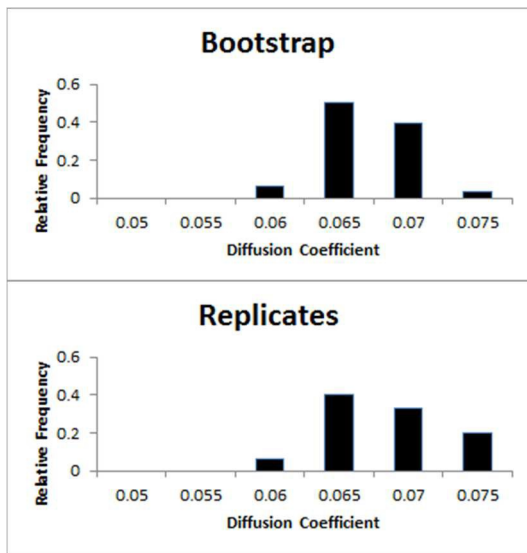 Bootstrap
Relative Frequency
0.6
0.4
0.2
0
0.05 0.055 0.06 0.065 0.07 0.075
Diffusion Coefficient
Replicates
Relative Frequency
0.6
0.4
0.2
0
0.05 0.055 0.06 0.065 0.07 0.075
Diffusion Coefficient